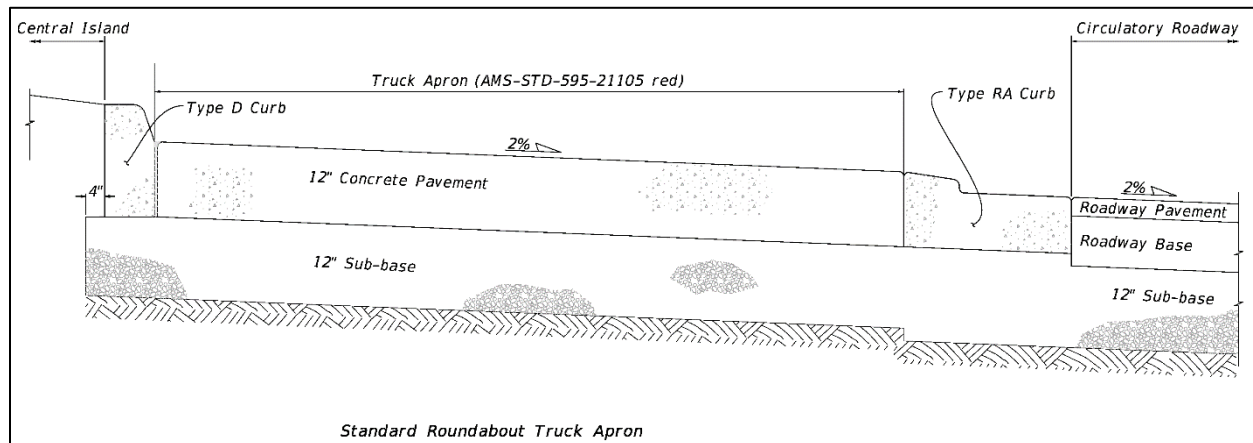 Central Island
Circulatory Roadway
Truck Apron (AMS-STD-595-21105 red)
Type D Curb
Type RA Curb
2%
12" Concrete Pavement
4"
2%
Roadway Pavement
Roadway Base
12" Sub-base
12" Sub-base
Standard Roundabout Truck Apron